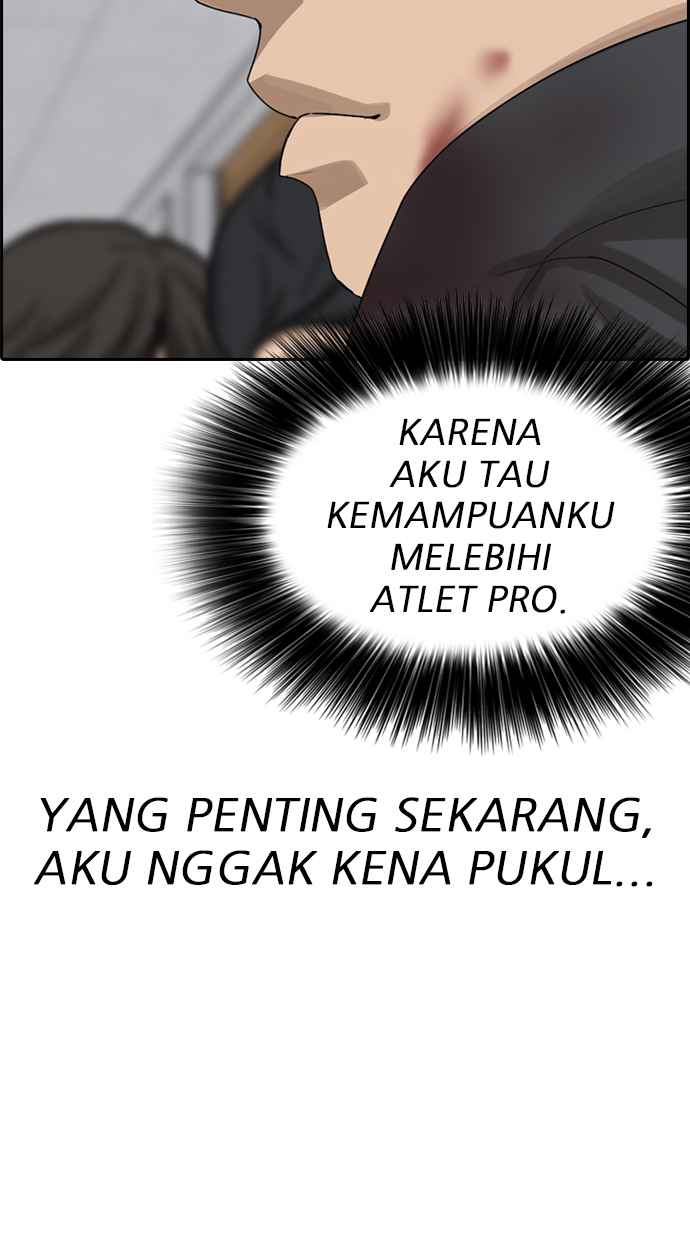 KARENA
AKU TAU
KEMAMPUANKU
MELEBIHI
ATLET PRO.
YANG PENTING SEKARANG,
AKU NGGAK KENA PUKUL...